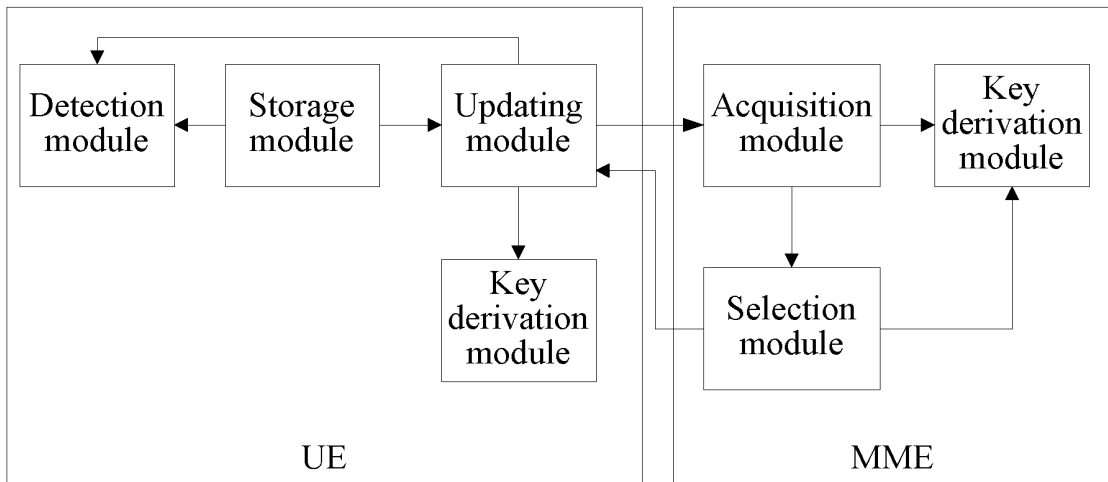 Detection
module
Storage
module
Updating
module
Acquisition
module
Key
derivation
module
Key
derivation
module
Selection
module
UE
MME